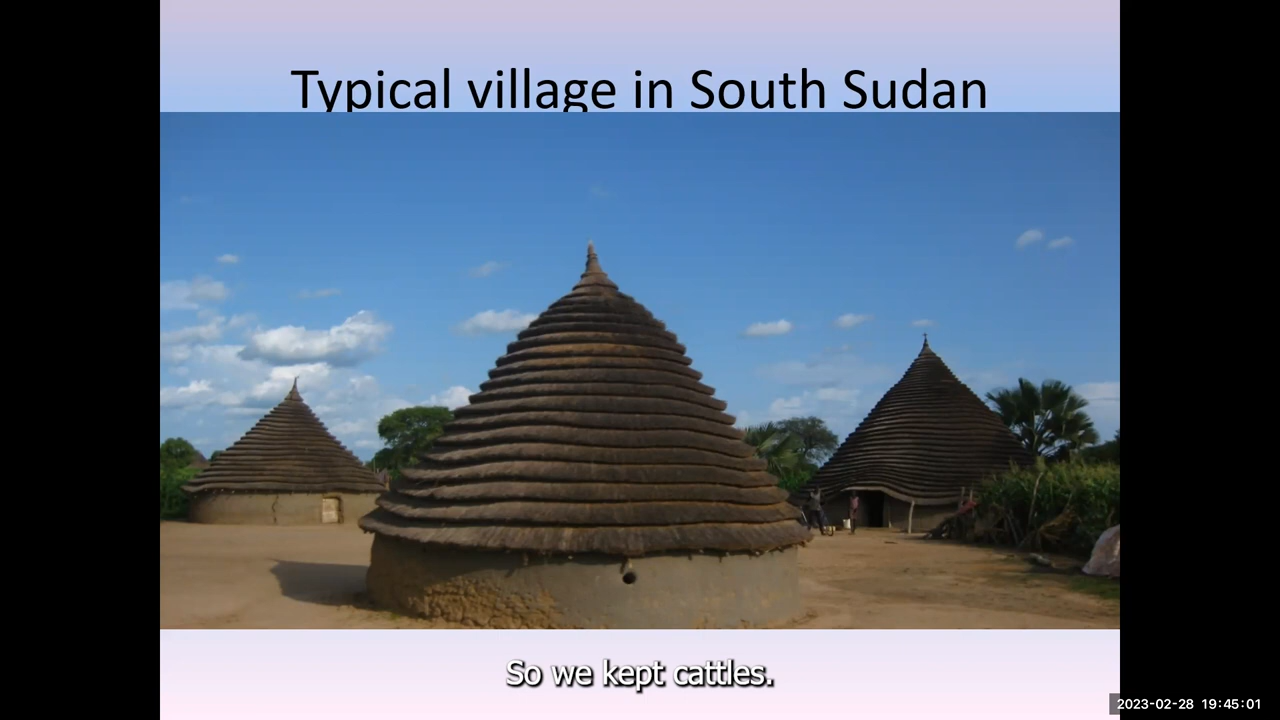 Typical village in South Sudan
So we kept cattles.
2023-02-28 19:45:01